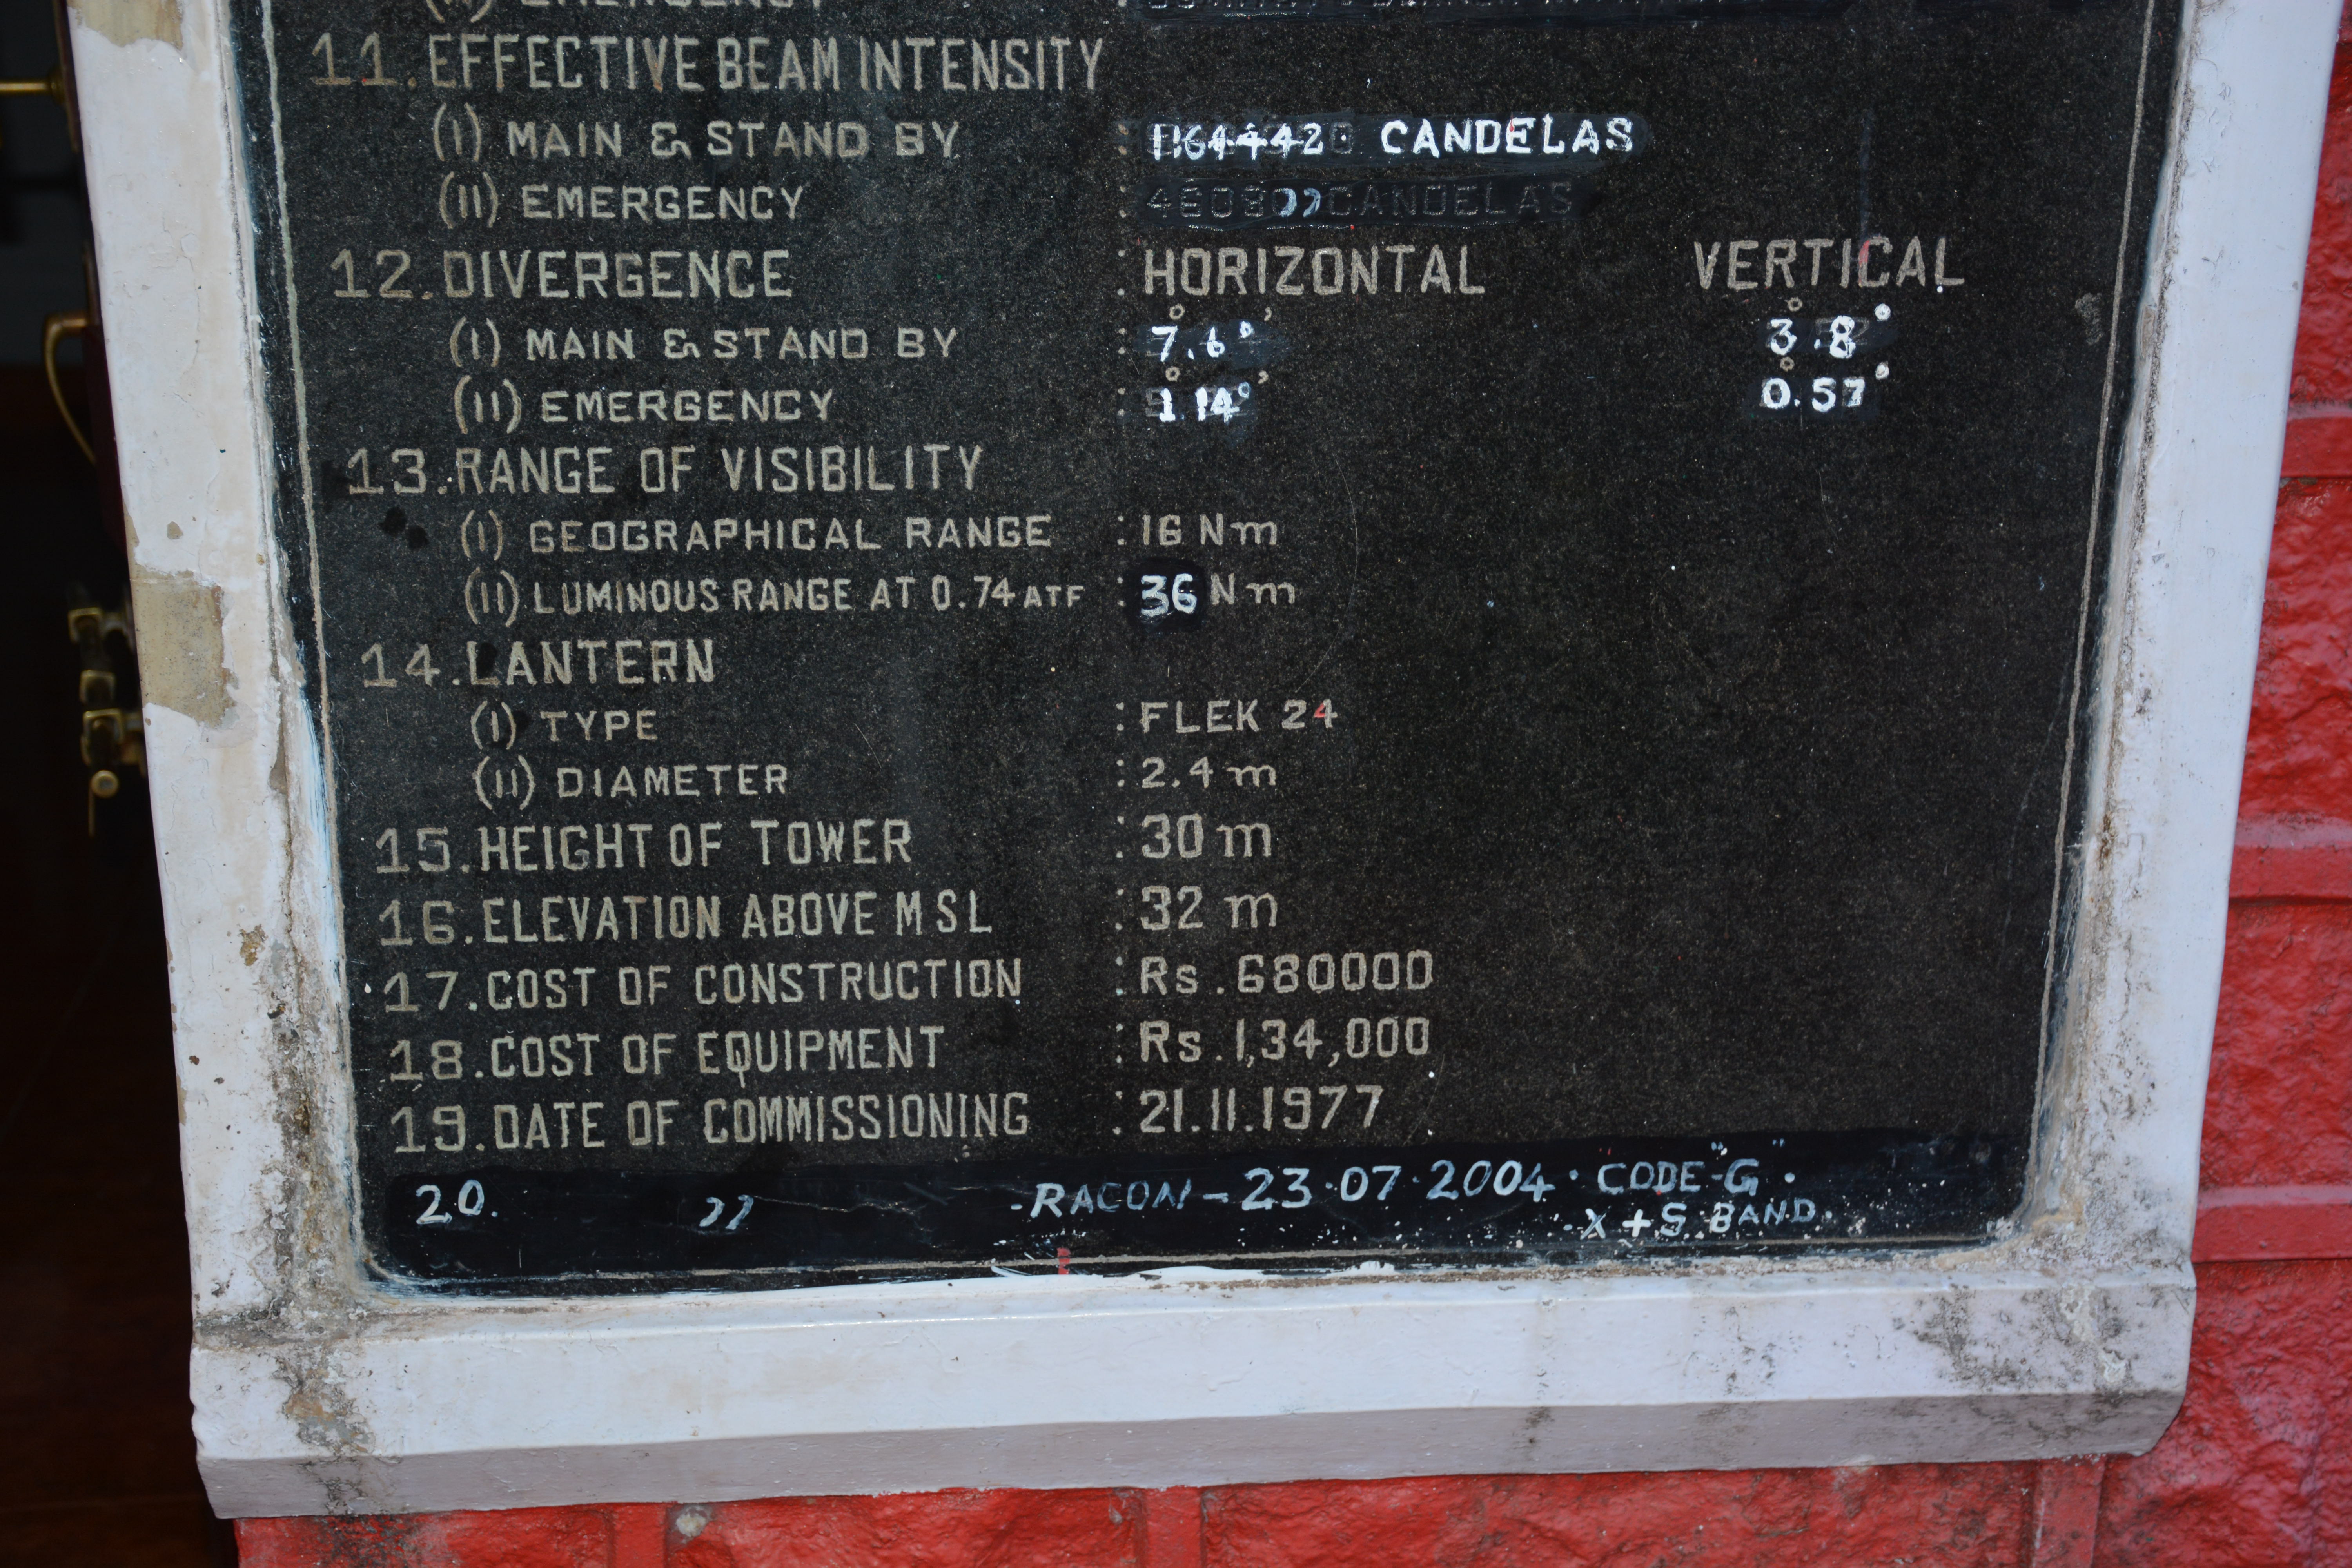 11. EFFECTIVE BEAM INTENSITY
(I) MAIN & STAND BY : CANDELAS
(II) EMERGENCY : ,, CANDELAS
12. DIVERGENCE : HORIZONTAL VERTICAL
(I) MAIN & STAND BY : 7.6° 3.8°
(II) EMERGENCY : 1.14° 0.57°
13. RANGE OF VISIBILITY
(I) GEOGRAPHICAL RANGE : 16 Nm
(II) LUMINOUS RANGE AT 0.74 ATF : 36 Nm
14. LANTERN
(I) TYPE : FLEK 24
(II) DIAMETER : 2.4 m
15. HEIGHT OF TOWER : 30 m
16. ELEVATION ABOVE MSL : 32 m
17. COST OF CONSTRUCTION : Rs. 680000
18. COST OF EQUIPMENT : Rs. 1,34,000
19. DATE OF COMMISSIONING : 21.11.1977
20. ,, -RACON - 23.07.2004. CODE "G".
X + S BAND.